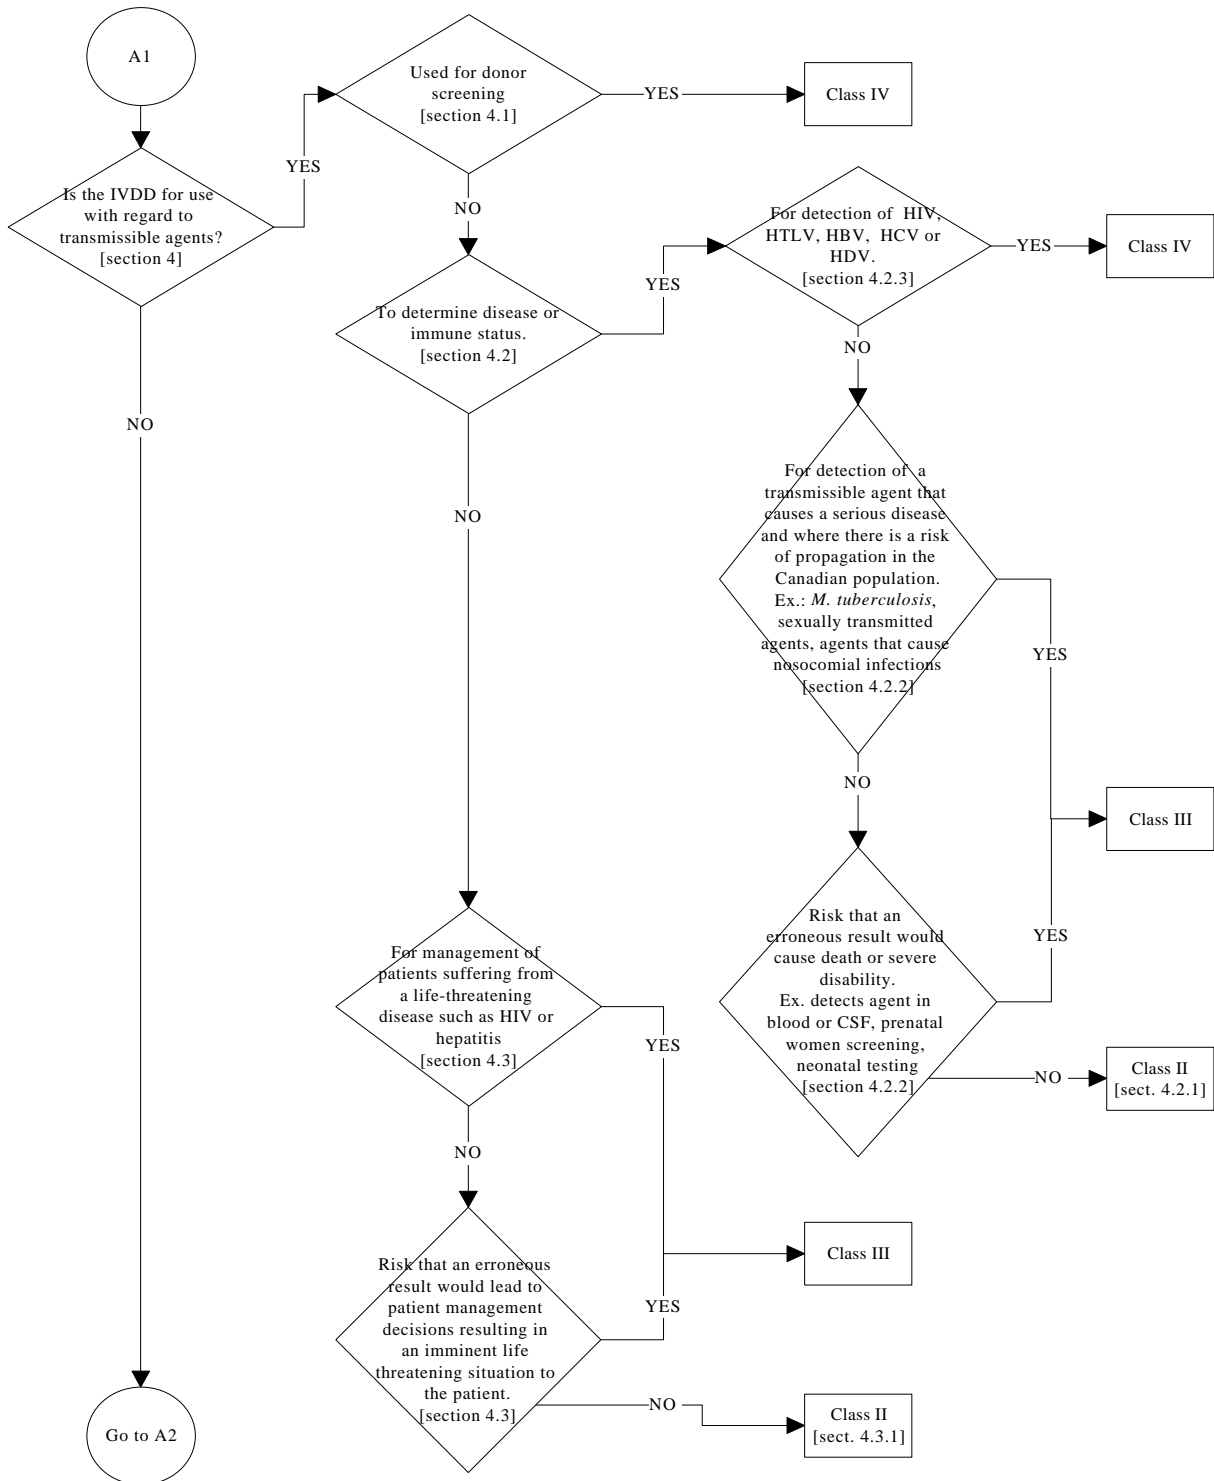 A1
Is the IVDD for use
with regard to
transmissible agents?
[section 4]
YES
NO
Go to A2
Used for donor
screening
[section 4.1]
YES
Class IV
NO
To determine disease or
immune status.
[section 4.2]
YES
NO
For detection of HIV,
HTLV, HBV, HCV or
HDV.
[section 4.2.3]
YES
Class IV
NO
For detection of a
transmissible agent that
causes a serious disease
and where there is a risk
of propagation in the
Canadian population.
Ex.: M. tuberculosis,
sexually transmitted
agents, agents that cause
nosocomial infections
[section 4.2.2]
YES
NO
Class III
Risk that an
erroneous result would
cause death or severe
disability.
Ex. detects agent in
blood or CSF, prenatal
women screening,
neonatal testing
[section 4.2.2]
YES
NO
Class II
[sect. 4.2.1]
For management of
patients suffering from
a life-threatening
disease such as HIV or
hepatitis
[section 4.3]
YES
NO
Class III
Risk that an erroneous
result would lead to
patient management
decisions resulting in
an imminent life
threatening situation to
the patient.
[section 4.3]
YES
NO
Class II
[sect. 4.3.1]